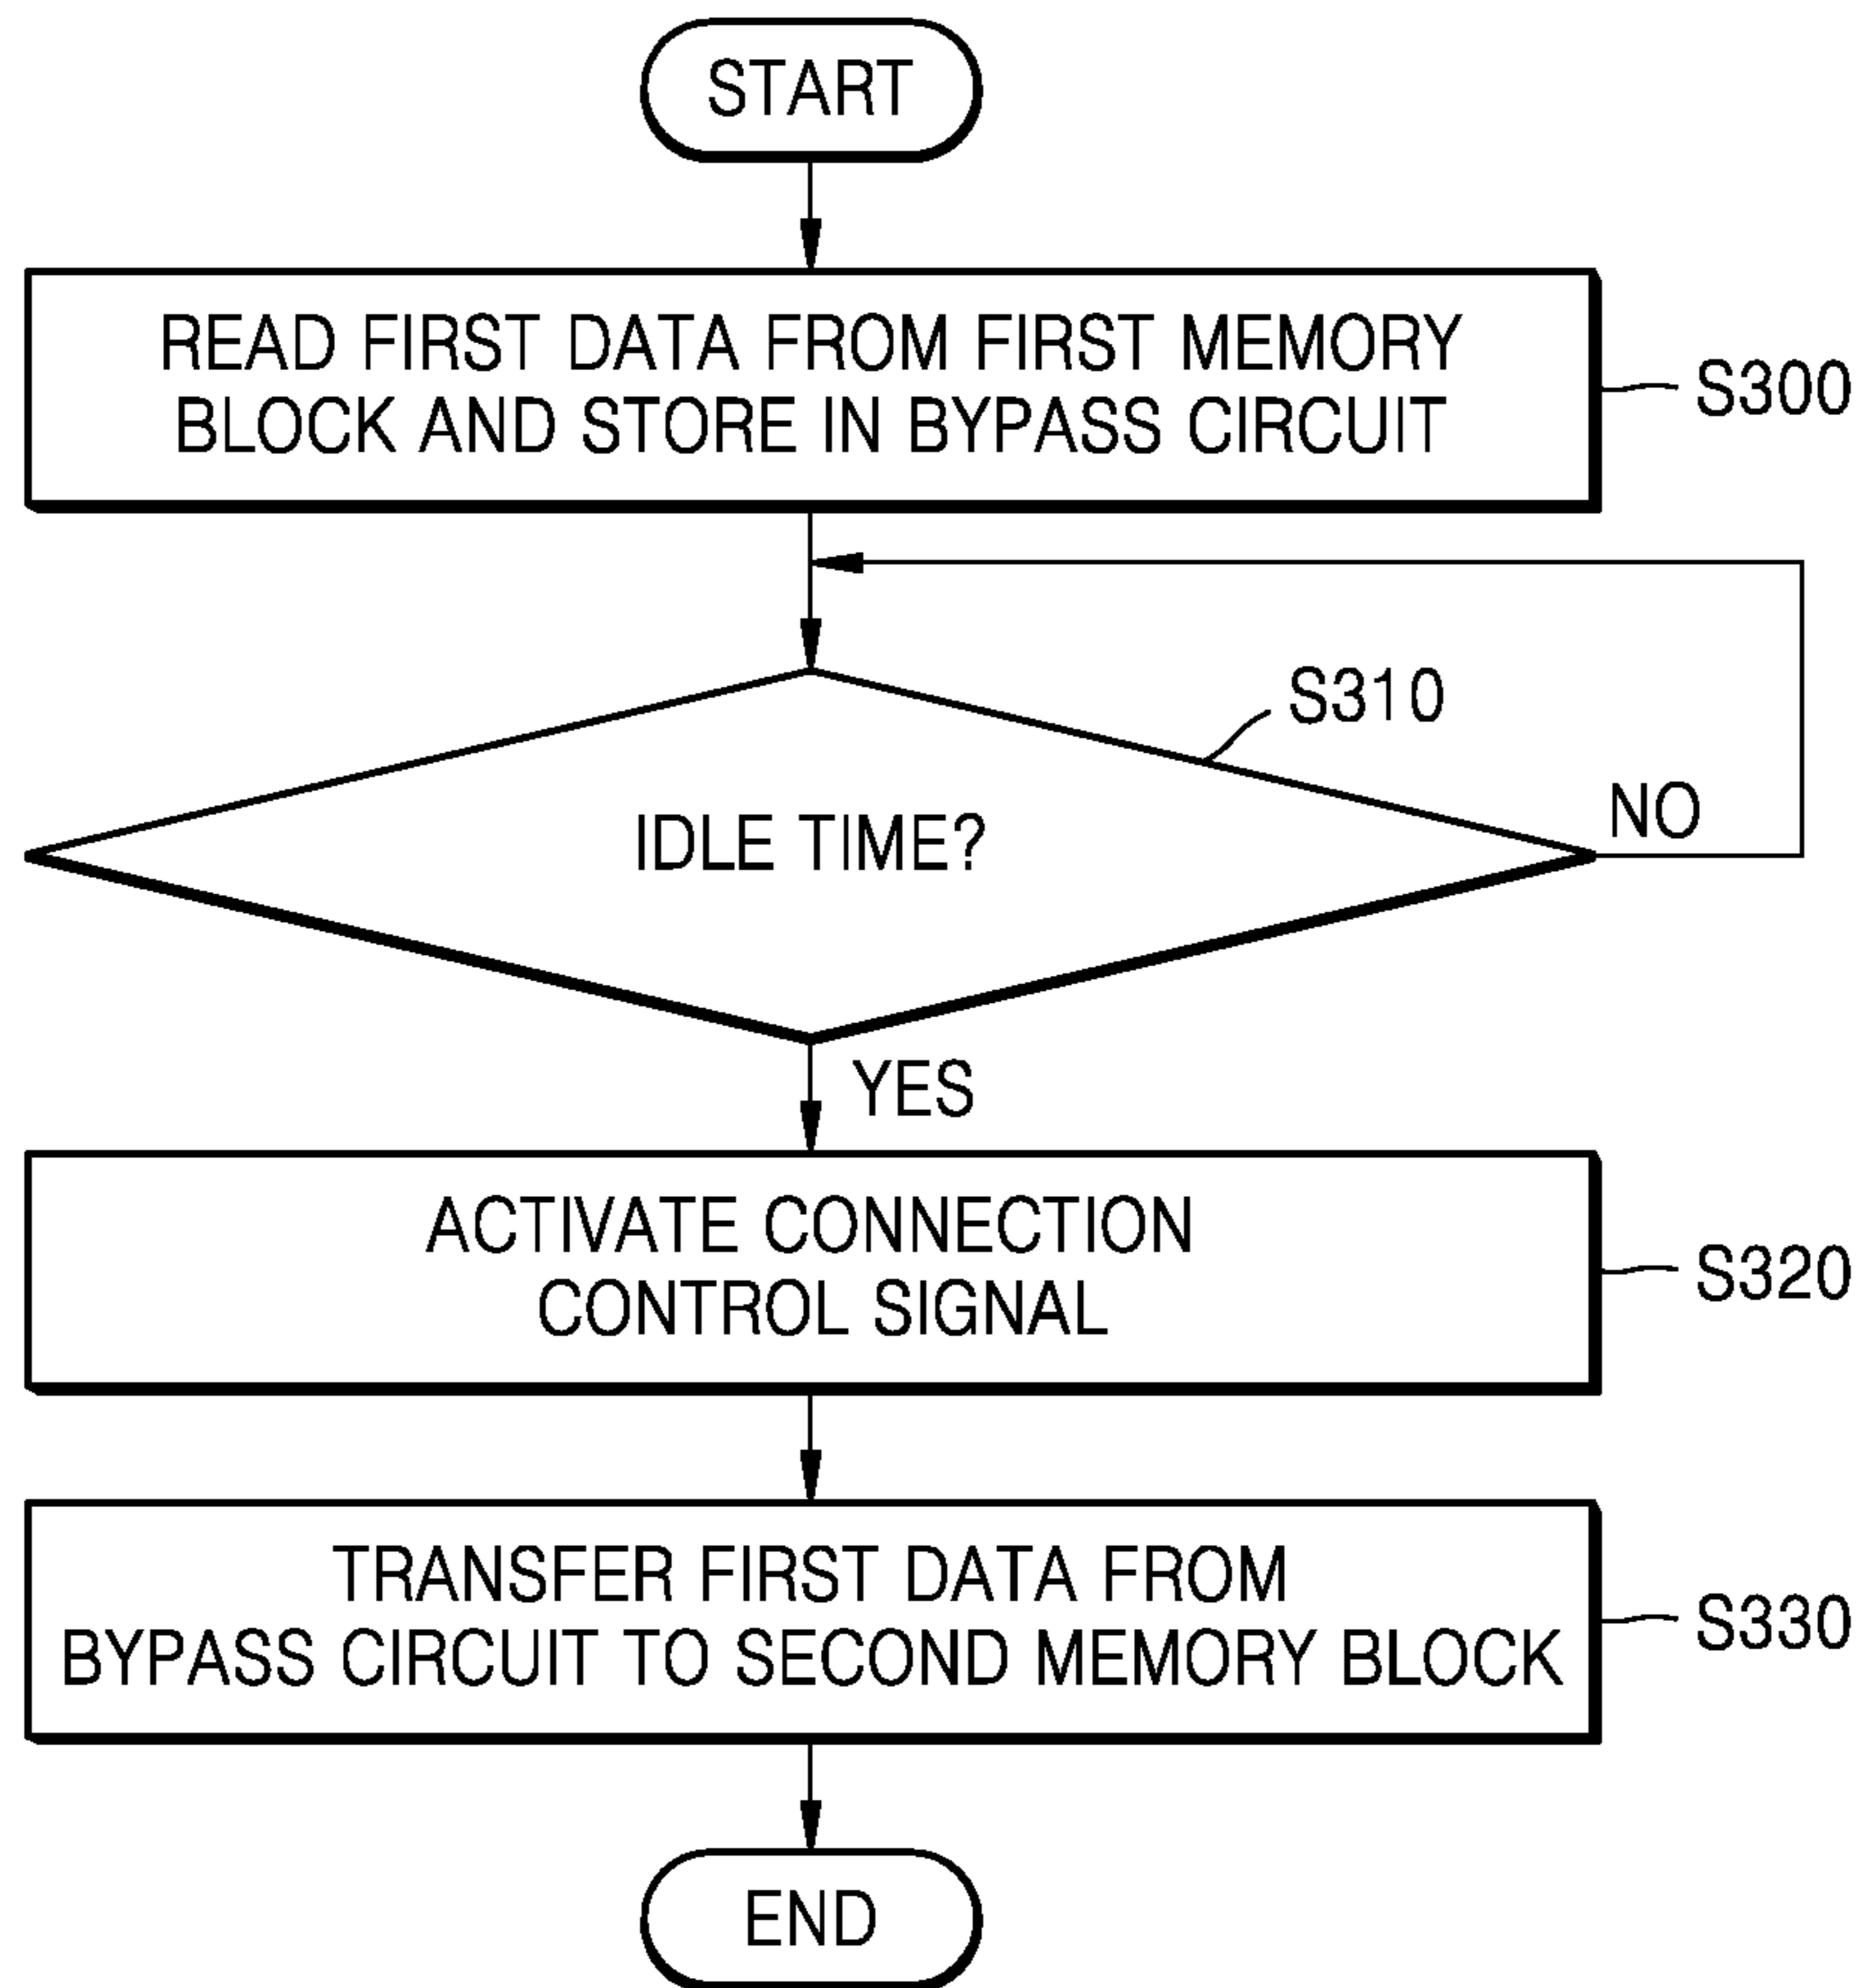 START
READ FIRST DATA FROM FIRST MEMORY
BLOCK AND STORE IN BYPASS CIRCUIT
S300
S310
IDLE TIME?
NO
YES
ACTIVATE CONNECTION
CONTROL SIGNAL
S320
TRANSFER FIRST DATA FROM
BYPASS CIRCUIT TO SECOND MEMORY BLOCK
S330
END